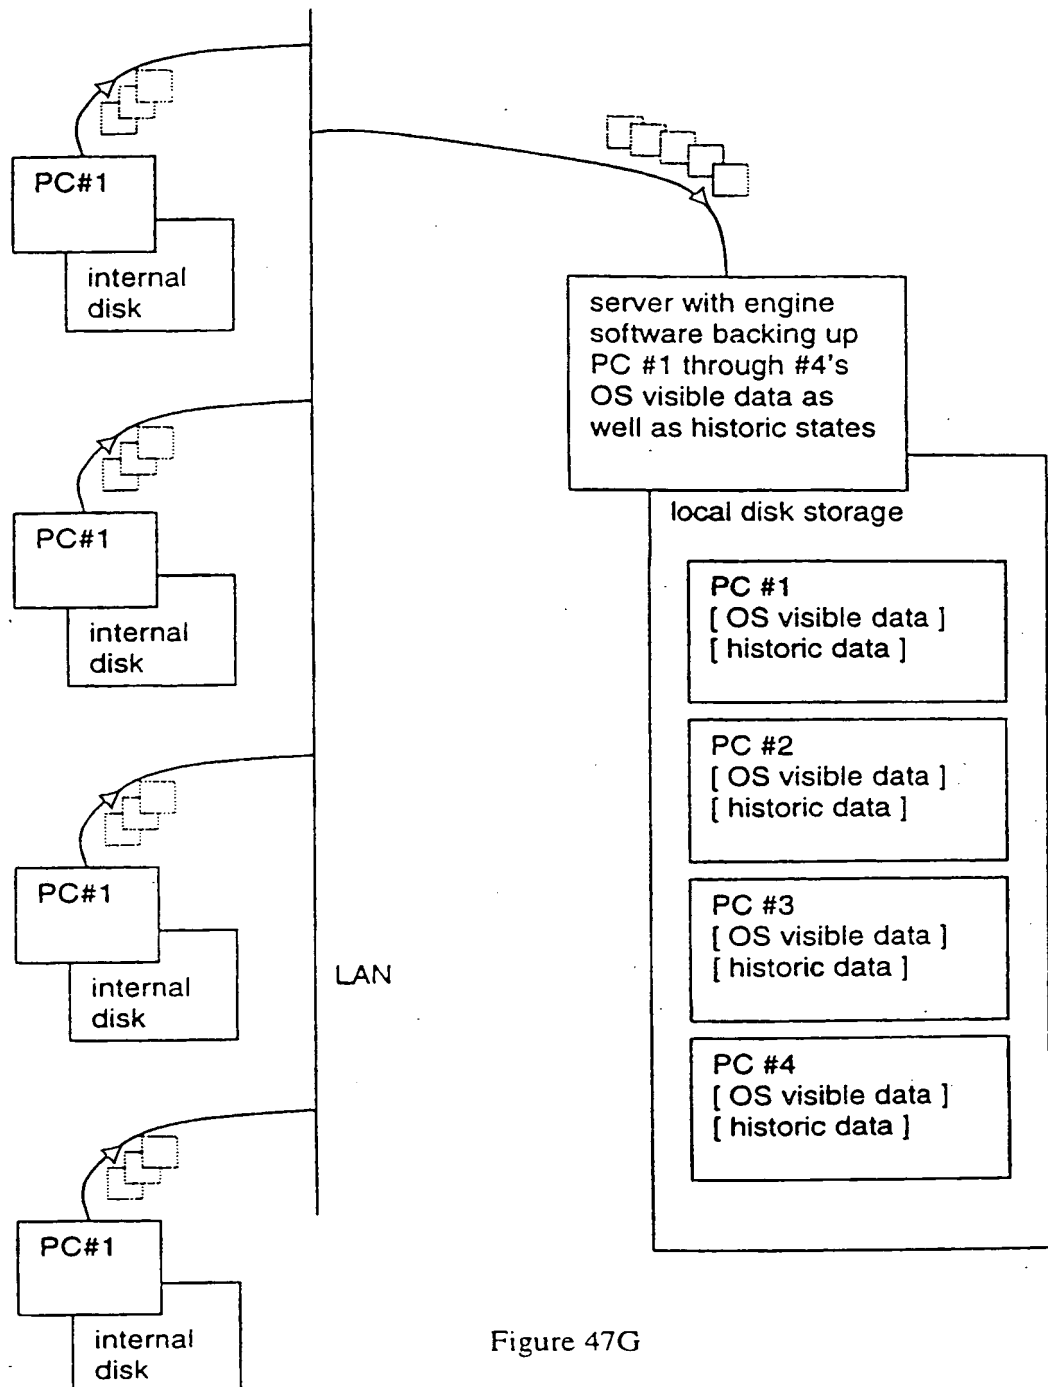 PC#1
internal
disk
server with engine
software backing up
PC #1 through #4's
OS visible data as
well as historic states
local disk storage
PC#1
internal
disk
PC #1
[ OS visible data ]
[ historic data ]
PC #2
[ OS visible data ]
[ historic data ]
PC#1
internal
disk
LAN
PC #3
[ OS visible data ]
[ historic data ]
PC #4
[ OS visible data ]
[ historic data ]
PC#1
internal
disk
Figure 47G